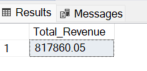 Results Messages
Total_Revenue
1 817860.05